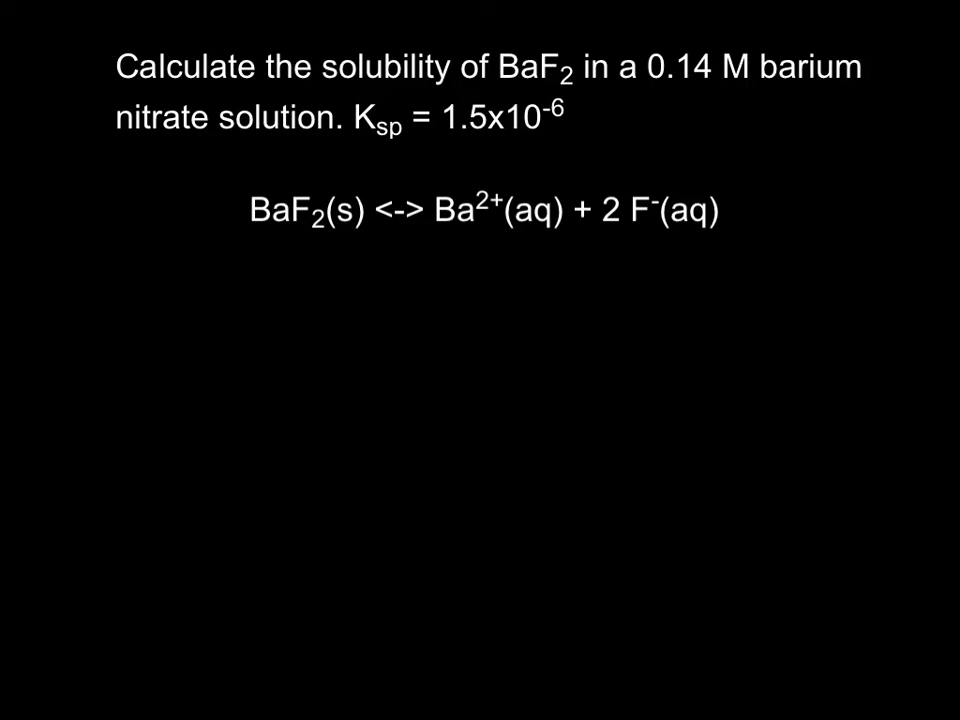 Calculate the solubility of BaF₂ in a 0.14 M barium
nitrate solution. Kₛₚ = 1.5x10⁻⁶
BaF₂(s) <-> Ba²⁺(aq) + 2 F⁻(aq)